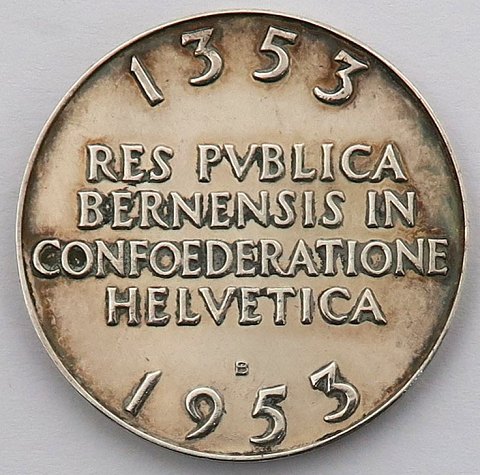 1353
RES PVBLICA
BERNENSIS IN
CONFOEDERATIONE
HELVETICA
B
1953